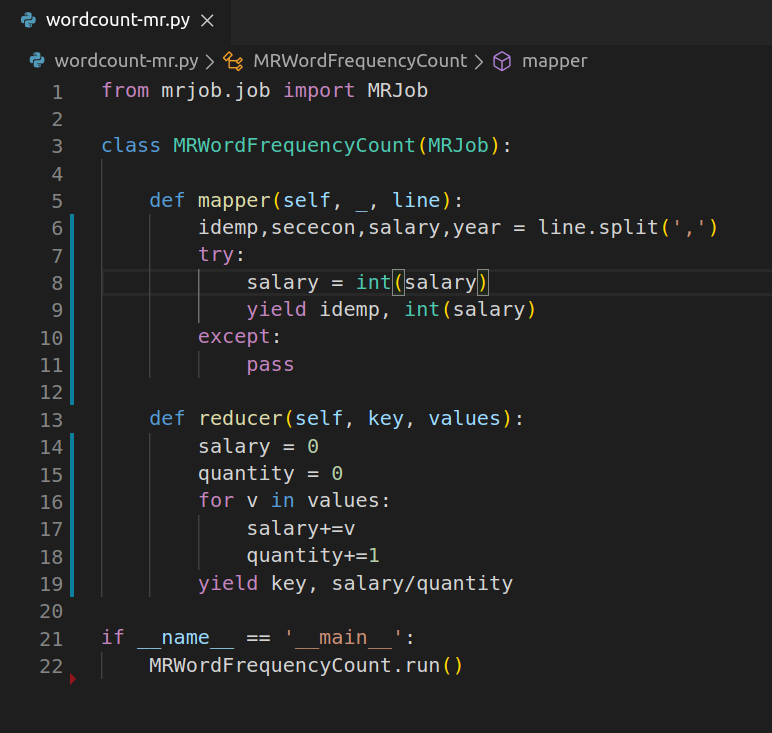 wordcount-mr.py ×
wordcount-mr.py > MRWordFrequencyCount > mapper
1 from mrjob.job import MRJob
2
3 class MRWordFrequencyCount(MRJob):
4
5     def mapper(self, _, line):
6         idemp,sececon,salary,year = line.split(',')
7         try:
8             salary = int(salary)
9             yield idemp, int(salary)
10         except:
11             pass
12
13     def reducer(self, key, values):
14         salary = 0
15         quantity = 0
16         for v in values:
17             salary+=v
18             quantity+=1
19         yield key, salary/quantity
20
21 if __name__ == '__main__':
22     MRWordFrequencyCount.run()